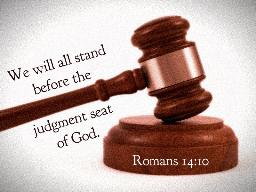 We will all stand
before the
judgment seat
of God.
Romans 14:10